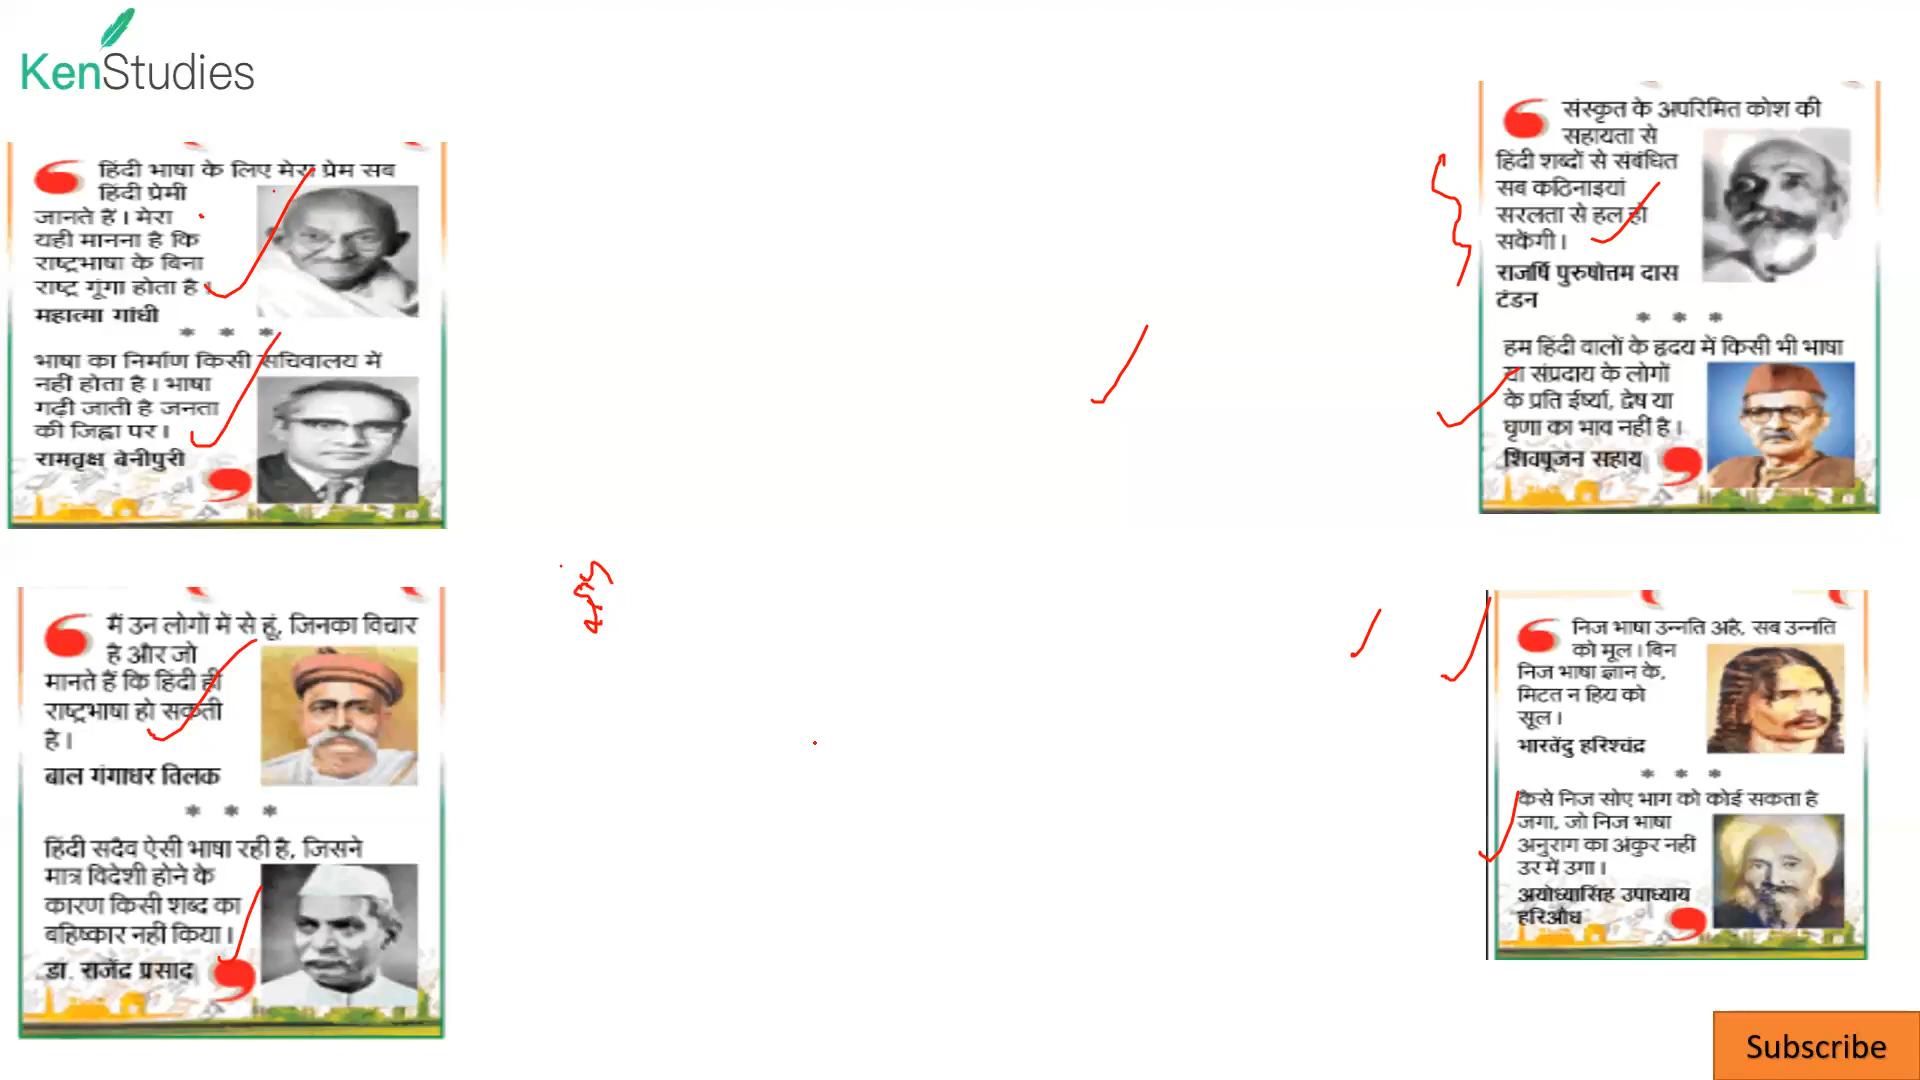 KenStudies
हिंदी भाषा के लिए मेरा प्रेम सब
हिंदी प्रेमी
जानते हैं। मेरा
यही मानना है कि
राष्ट्रभाषा के बिना
राष्ट्र गूंगा होता है।
महात्मा गांधी
* * *
भाषा का निर्माण किसी सचिवालय में
नहीं होता है। भाषा
गढ़ी जाती है जनता
की जिह्वा पर।
रामवृक्ष बेनीपुरी
मैं उन लोगों में से हूं, जिनका विचार
है और जो
मानते हैं कि हिंदी ही
राष्ट्रभाषा हो सकती
है।
बाल गंगाधर तिलक
* * *
हिंदी सदैव ऐसी भाषा रही है, जिसने
मात्र विदेशी होने के
कारण किसी शब्द का
बहिष्कार नहीं किया।
डा. राजेंद्र प्रसाद
संस्कृत के अपरिमित कोश की
सहायता से
हिंदी शब्दों से संबंधित
सब कठिनाइयां
सरलता से हल हो
सकेंगी।
राजर्षि पुरुषोत्तम दास
टंडन
* * *
हम हिंदी वालों के हृदय में किसी भी भाषा
या संप्रदाय के लोगों
के प्रति ईर्ष्या, द्वेष या
घृणा का भाव नहीं है।
शिवपूजन सहाय
निज भाषा उन्नति अहै, सब उन्नति
को मूल। बिन
निज भाषा ज्ञान के,
मिटत न हिय को
सूल।
भारतेंदु हरिश्चंद्र
* * *
कैसे निज सोए भाग को कोई सकता है
जगा, जो निज भाषा
अनुराग का अंकुर नहीं
उर में उगा।
अयोध्यासिंह उपाध्याय
हरिऔध
Subscribe